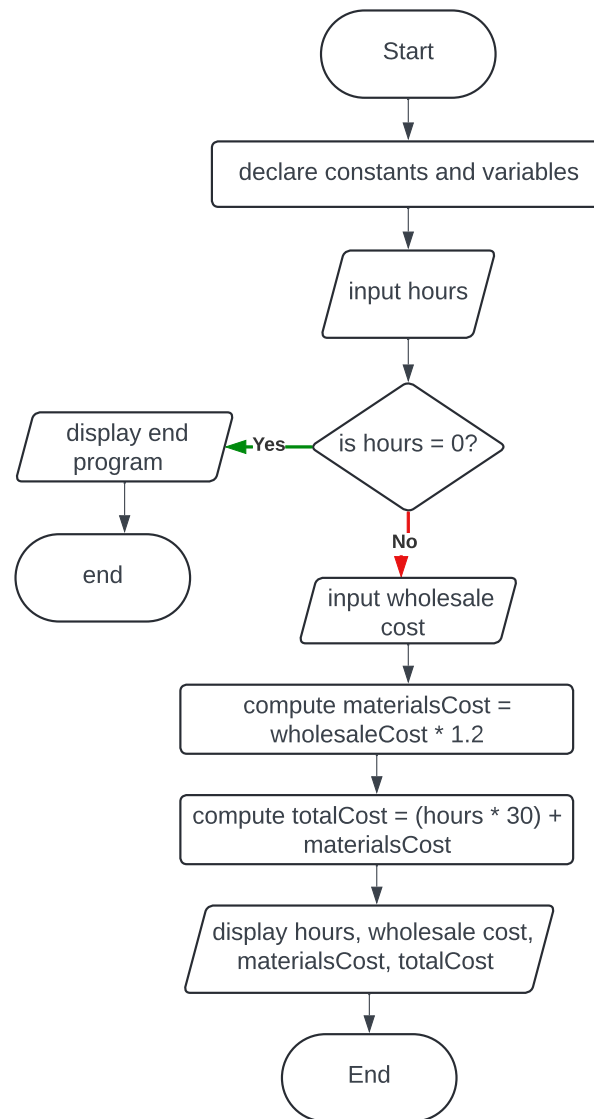 Start
declare constants and variables
input hours
is hours = 0?
Yes
display end
program
end
No
input wholesale
cost
compute materialsCost =
wholesaleCost * 1.2
compute totalCost = (hours * 30) +
materialsCost
display hours, wholesale cost,
materialsCost, totalCost
End